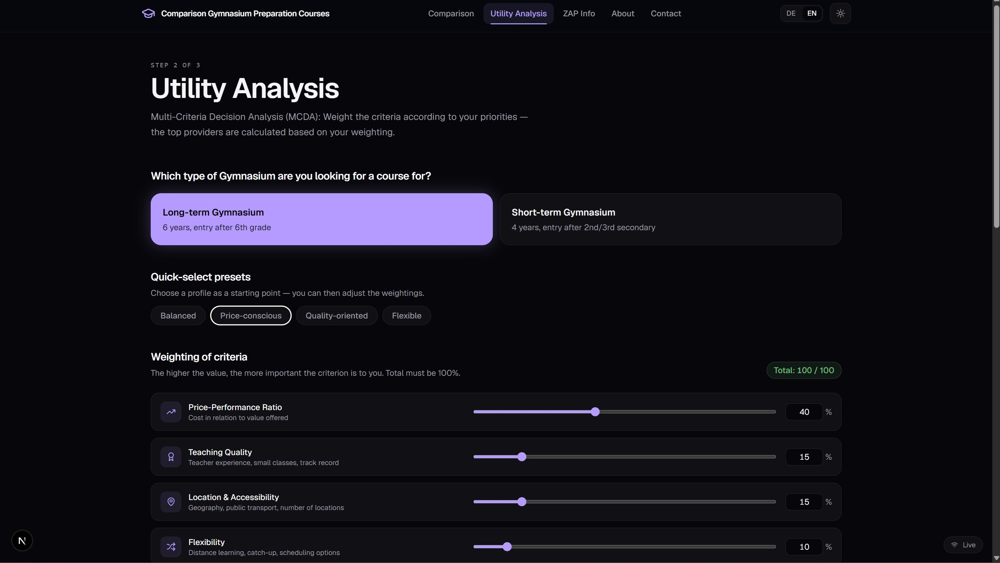 Comparison Gymnasium Preparation Courses
Comparison
Utility Analysis
ZAP Info
About
Contact
DE
EN
STEP 2 OF 3
Utility Analysis
Multi-Criteria Decision Analysis (MCDA): Weight the criteria according to your priorities —
the top providers are calculated based on your weighting.
Which type of Gymnasium are you looking for a course for?
Long-term Gymnasium
6 years, entry after 6th grade
Short-term Gymnasium
4 years, entry after 2nd/3rd secondary
Quick-select presets
Choose a profile as a starting point — you can then adjust the weightings.
Balanced
Price-conscious
Quality-oriented
Flexible
Weighting of criteria
The higher the value, the more important the criterion is to you. Total must be 100%.
Total: 100 / 100
Price-Performance Ratio
Cost in relation to value offered
40 %
Teaching Quality
Teacher experience, small classes, track record
15 %
Location & Accessibility
Geography, public transport, number of locations
15 %
Flexibility
Distance learning, catch-up, scheduling options
10 %
N
Live